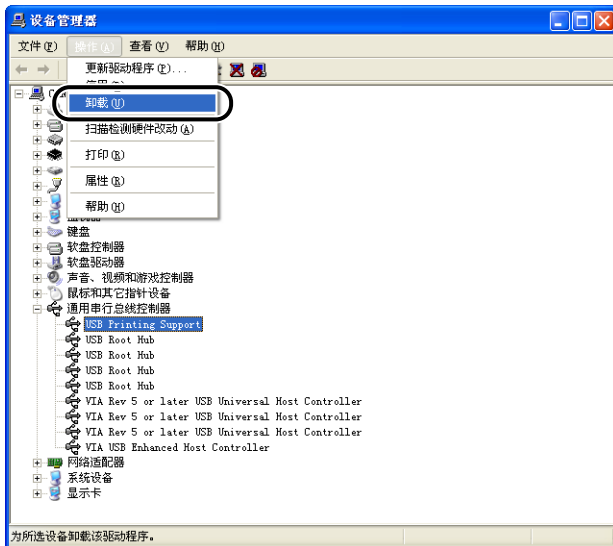 设备管理器
文件(F) 操作(A) 查看(V) 帮助(H)
更新驱动程序(P)...
卸载(U)
扫描检测硬件改动(A)
打印(R)
属性(R)
帮助(H)
键盘
软盘控制器
软盘驱动器
声音、视频和游戏控制器
鼠标和其它指针设备
通用串行总线控制器
USB Printing Support
USB Root Hub
USB Root Hub
USB Root Hub
USB Root Hub
VIA Rev 5 or later USB Universal Host Controller
VIA Rev 5 or later USB Universal Host Controller
VIA Rev 5 or later USB Universal Host Controller
VIA USB Enhanced Host Controller
网络适配器
系统设备
显示卡
为所选设备卸载该驱动程序。